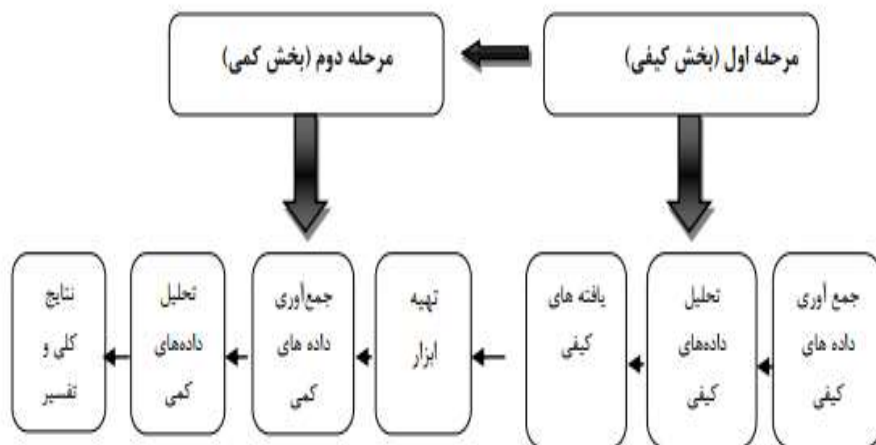 مرحله اول (بخش کیفی)
مرحله دوم (بخش کمی)
جمع آوری
داده های
کیفی
تحلیل
داده‌های
کیفی
یافته های
کیفی
تهیه
ابزار
جمع‌آوری
داده های
کمی
تحلیل
داده‌های
کمی
نتایج
کلی و
تفسیر